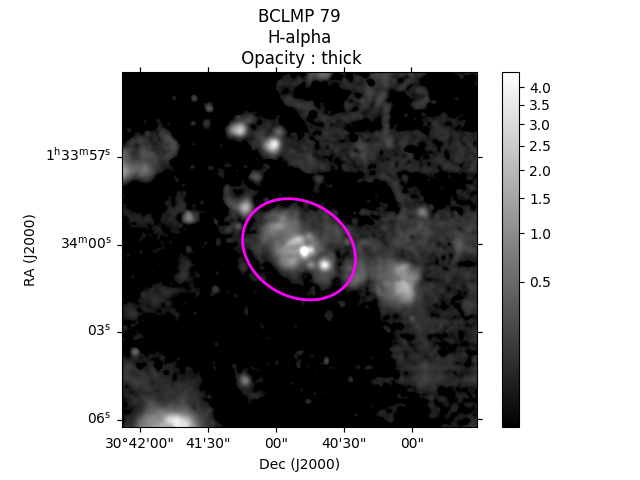 BCLMP 79
H-alpha
Opacity : thick
4.0
3.5
3.0
2.5
2.0
1.5
1.0
0.5
1ʰ33ᵐ57ˢ
34ᵐ00ˢ
03ˢ
06ˢ
RA (J2000)
30°42'00" 41'30" 00" 40'30" 00"
Dec (J2000)